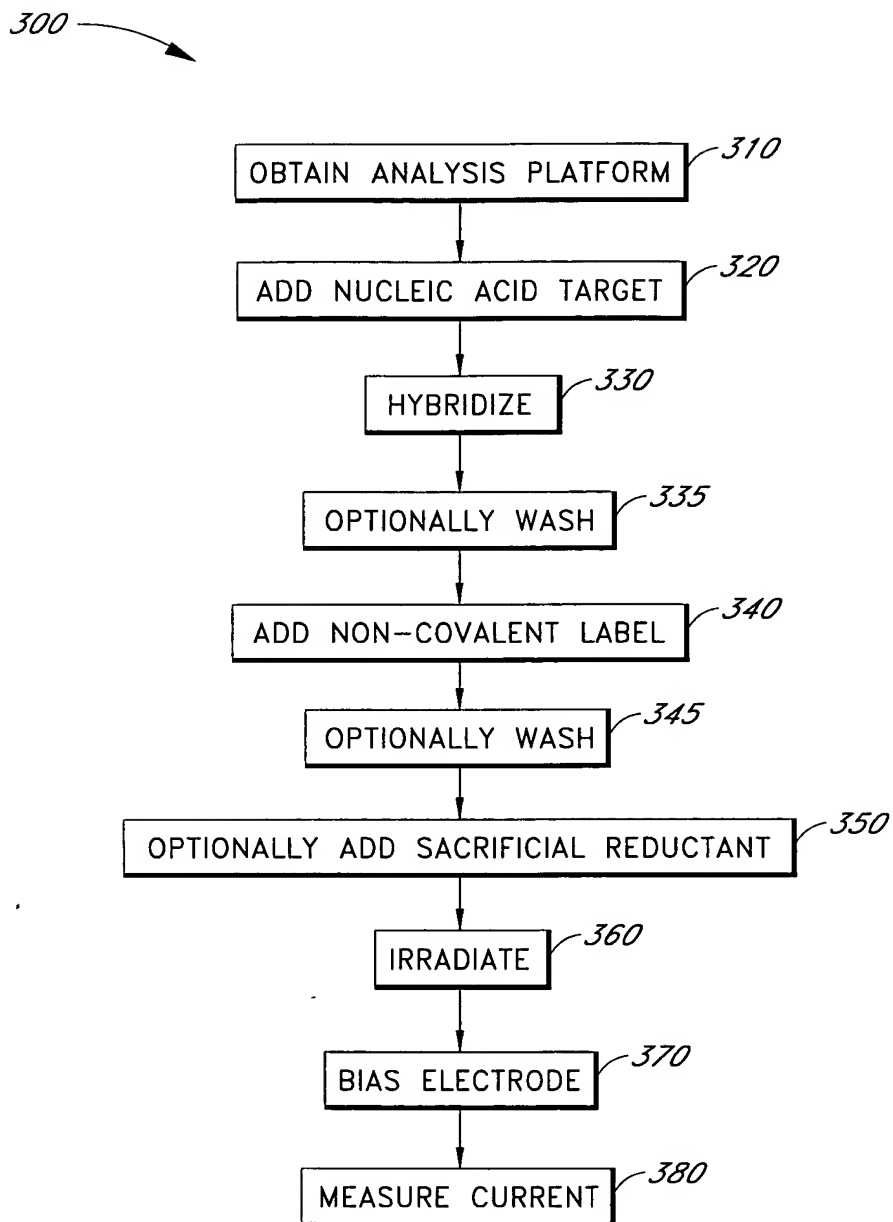 300
OBTAIN ANALYSIS PLATFORM 310
ADD NUCLEIC ACID TARGET 320
HYBRIDIZE 330
OPTIONALLY WASH 335
ADD NON-COVALENT LABEL 340
OPTIONALLY WASH 345
OPTIONALLY ADD SACRIFICIAL REDUCTANT 350
IRRADIATE 360
BIAS ELECTRODE 370
MEASURE CURRENT 380